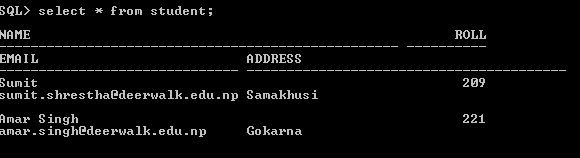 SQL> select * from student;
NAME ROLL
EMAIL ADDRESS
Sumit 209
sumit.shrestha@deerwalk.edu.np Samakhusi
Amar Singh 221
amar.singh@deerwalk.edu.np Gokarna